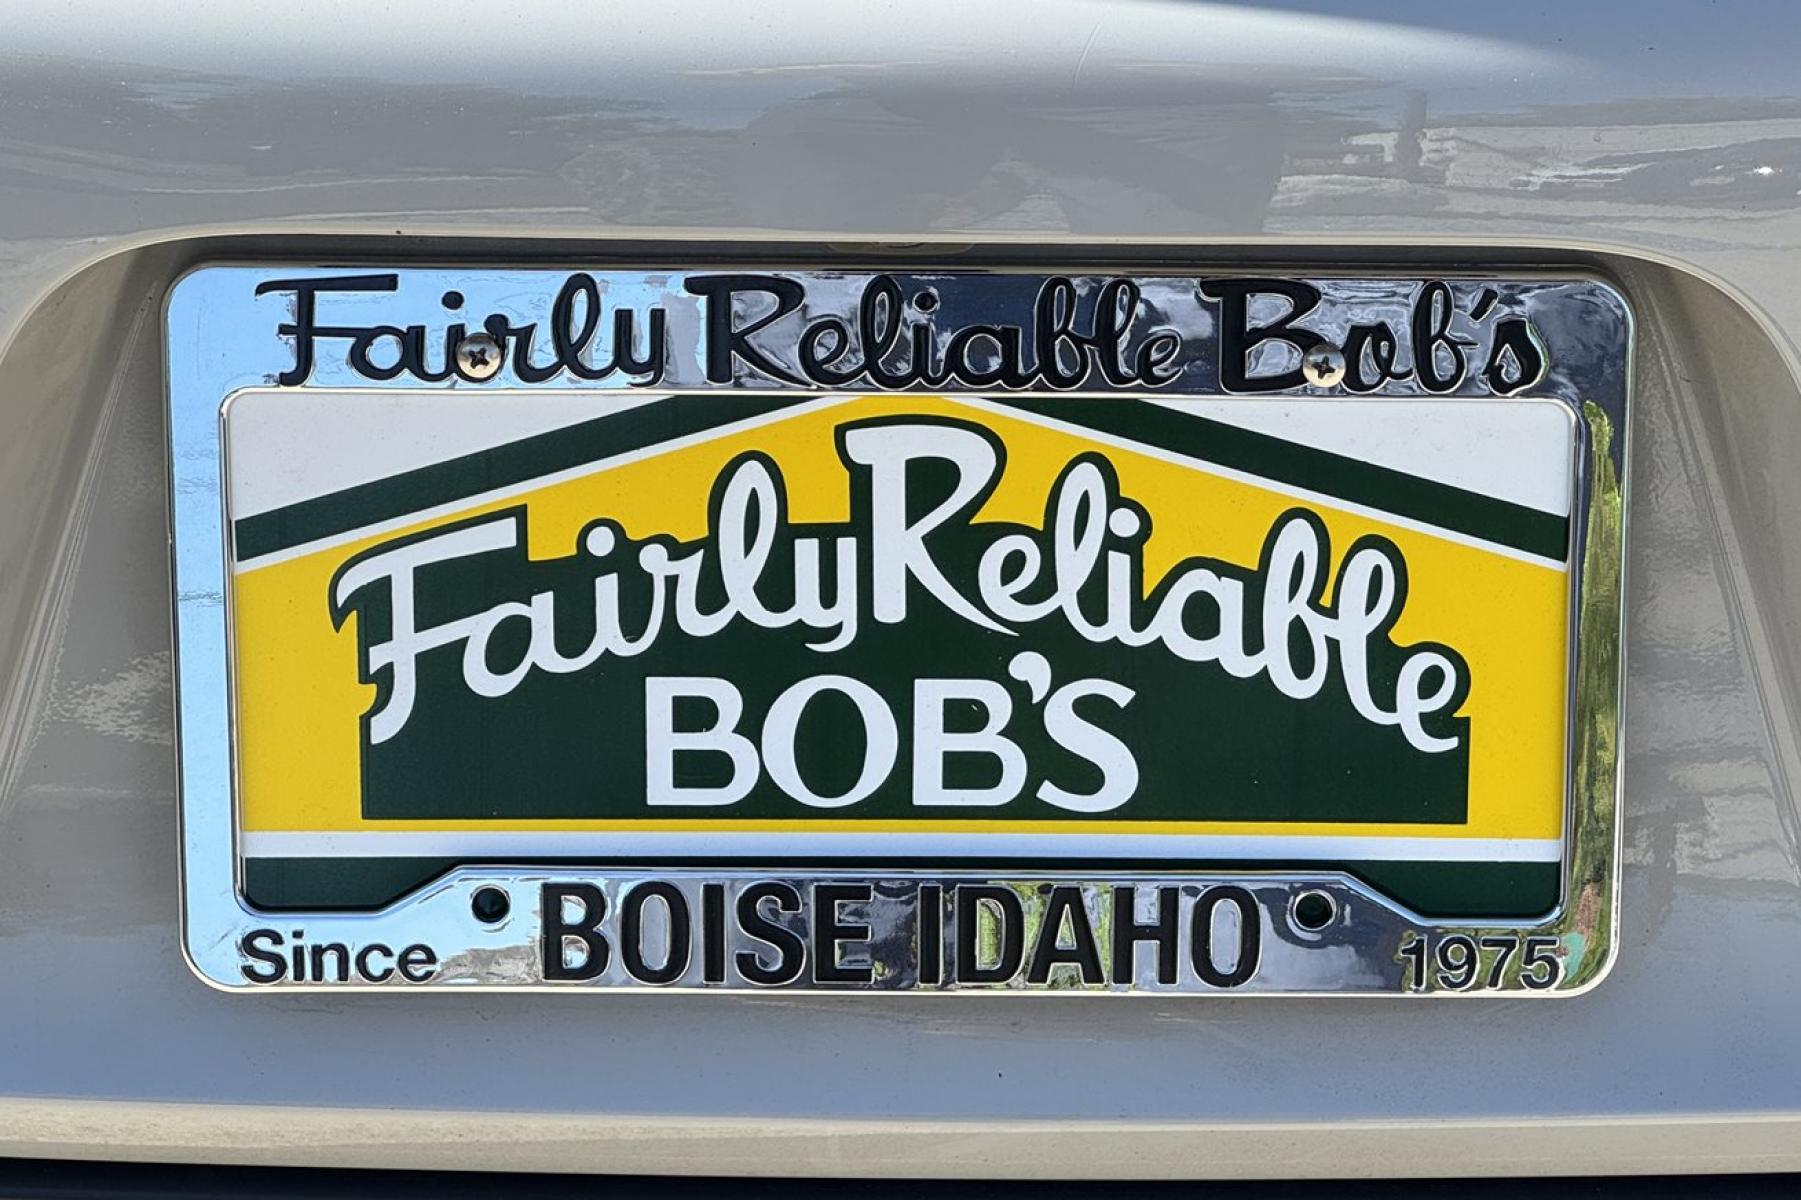 Fairly Reliable Bob's
Fairly Reliable
BOB'S
Since BOISE IDAHO 1975